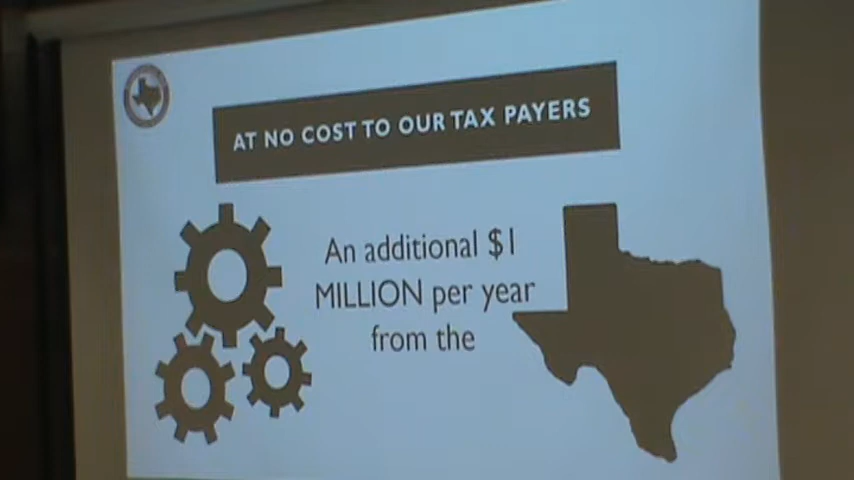 AT NO COST TO OUR TAX PAYERS
An additional $1
MILLION per year
from the